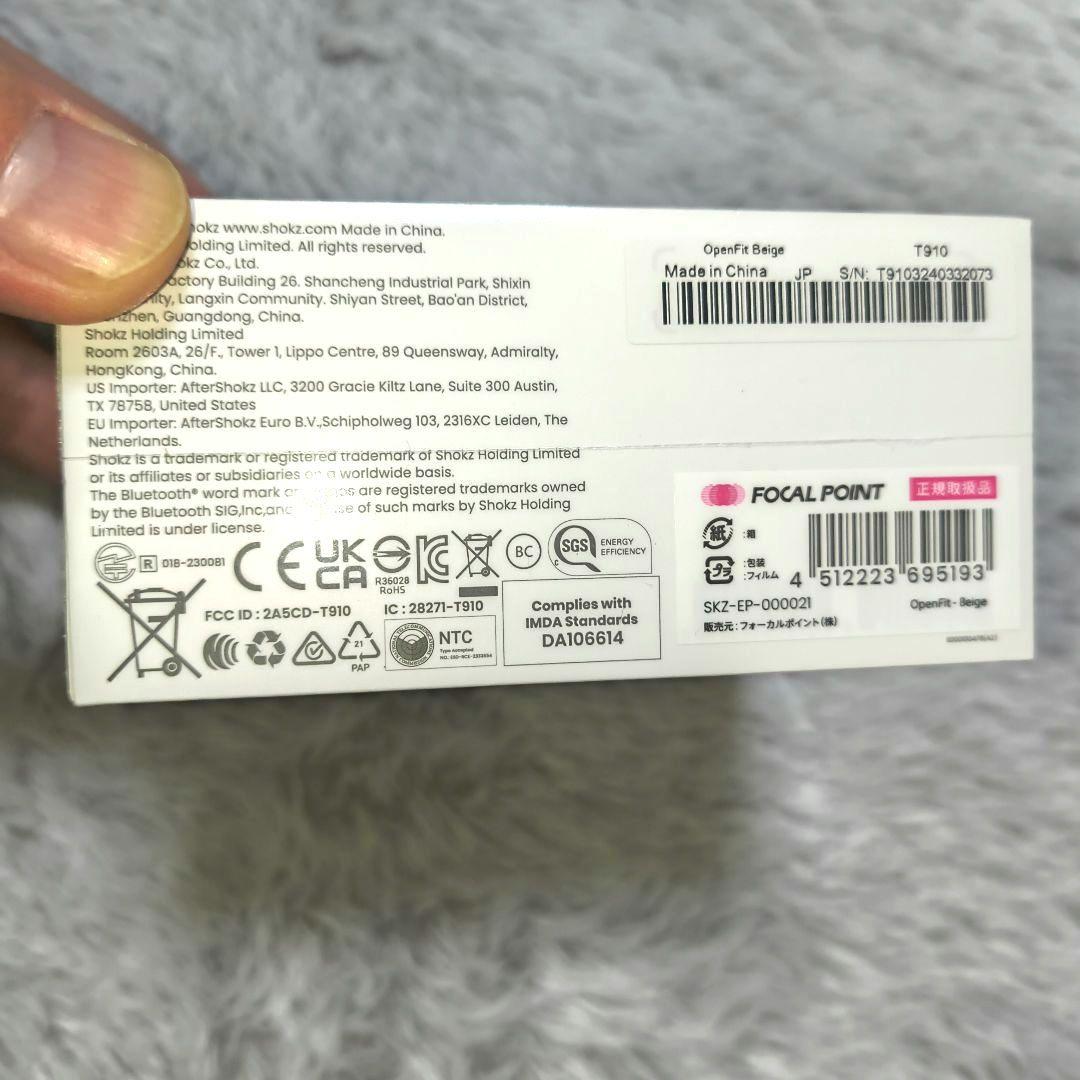 www.shokz.com Made in China.
Holding Limited. All rights reserved.
Co., Ltd.
Factory Building 26. Shancheng Industrial Park, Shixin
Langxin Community. Shiyan Street, Bao'an District,
Guangdong, China.
Shokz Holding Limited
Room 2603A, 26/F., Tower 1, Lippo Centre, 89 Queensway, Admiralty,
HongKong, China.
US Importer: AfterShokz LLC, 3200 Gracie Kiltz Lane, Suite 300 Austin,
TX 78758, United States
EU Importer: AfterShokz Euro B.V.,Schipholweg 103, 2316XC Leiden, The
Netherlands.
Shokz is a trademark or registered trademark of Shokz Holding Limited
or its affiliates or subsidiaries on a worldwide basis.
The Bluetooth® word mark are registered trademarks owned
by the Bluetooth SIG,Inc,and of such marks by Shokz Holding
Limited is under license.
R 018-230081
CE
UK
CA
R36028
RoHS
BC
SGS
C
ENERGY
EFFICIENCY
FCC ID : 2A5CD-T910
IC : 28271-T910
21
PAP
NTC
Type Accepted
Complies with
IMDA Standards
DA106614
OpenFit Beige T910
Made in China JP S/N: T9103240332073
FOCAL POINT 正規取扱品
紙 :箱
プラ :包装
:フィルム
4 512223 695193
SKZ-EP-000021 OpenFit - Beige
販売元 : フォーカルポイント(株)